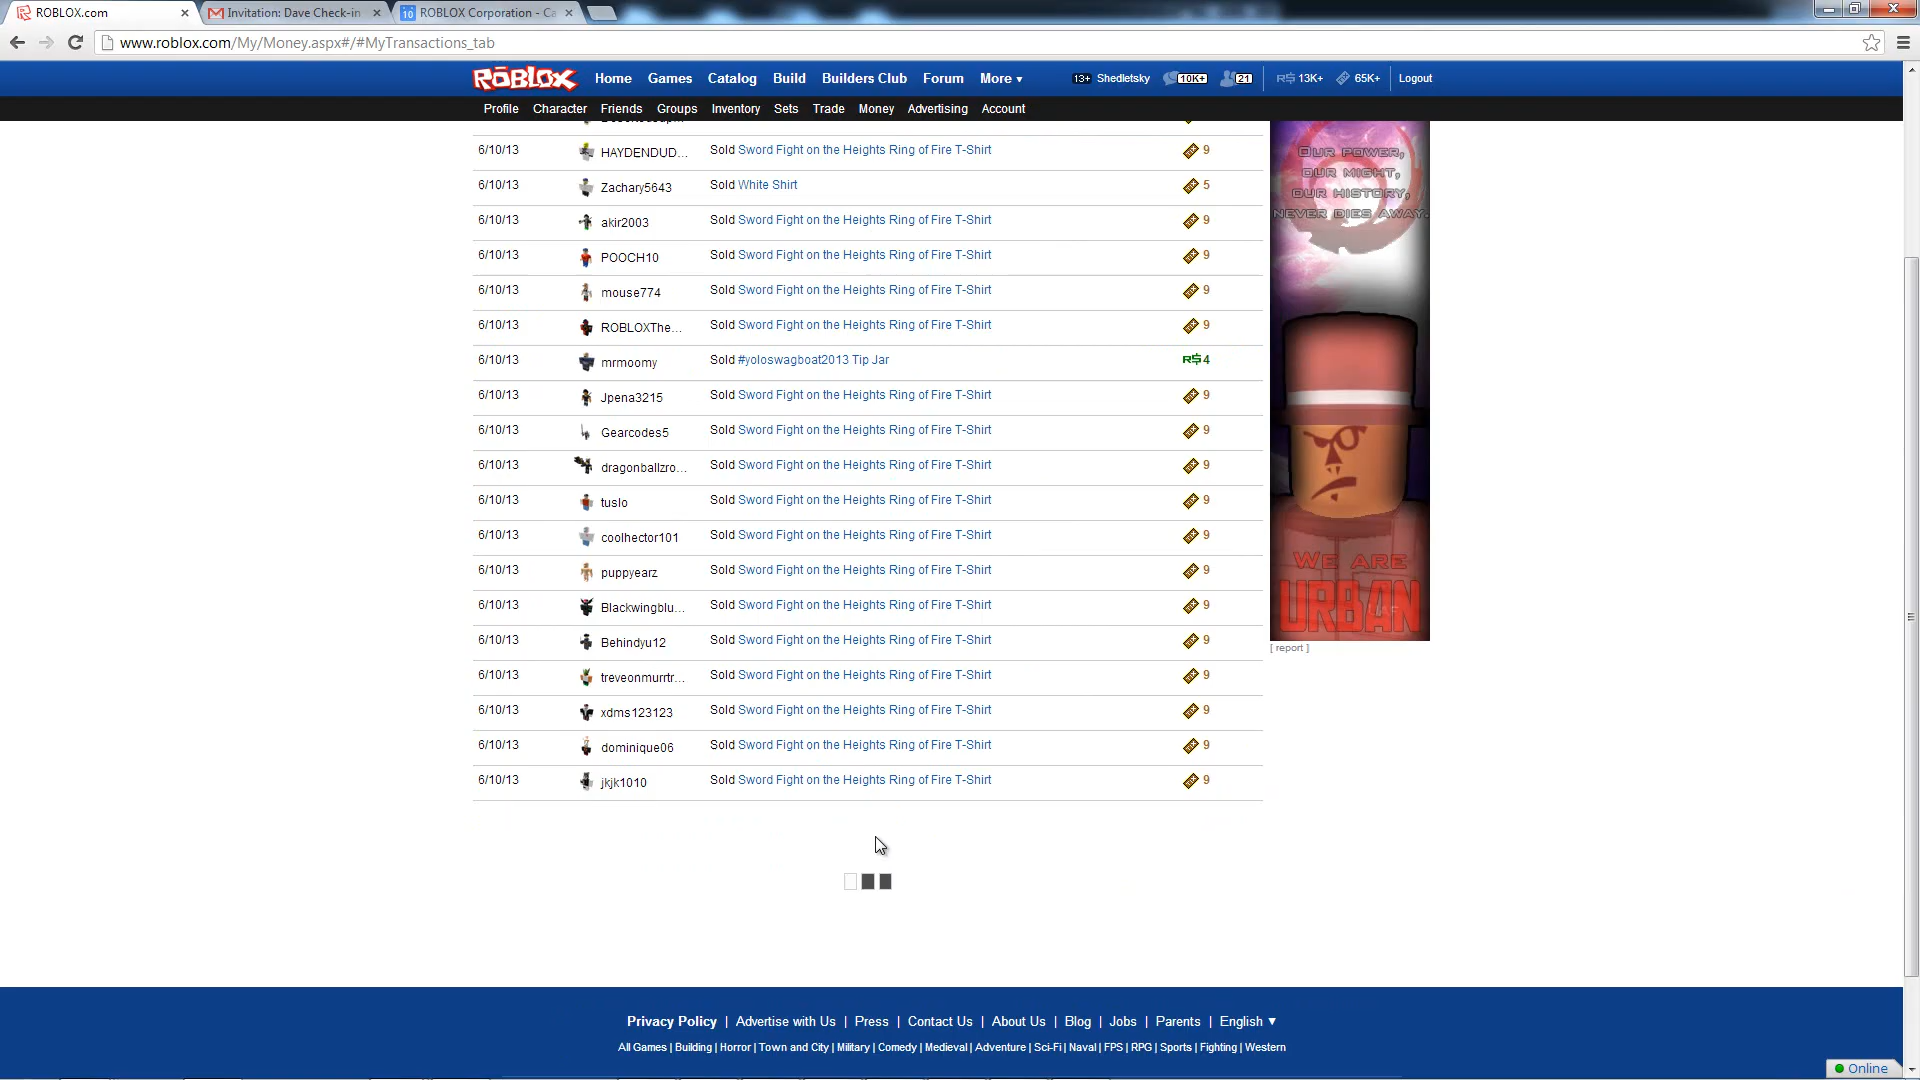 ROBLOX.com
Invitation: Dave Check-in
10 ROBLOX Corporation - Ca
www.roblox.com/My/Money.aspx#/#MyTransactions_tab
ROBLOX Home Games Catalog Build Builders Club Forum More ▾ 13+ Shedletsky 10K+ 21 R$ 13K+ 65K+ Logout
Profile Character Friends Groups Inventory Sets Trade Money Advertising Account
6/10/13 HAYDENDUD... Sold Sword Fight on the Heights Ring of Fire T-Shirt 9
6/10/13 Zachary5643 Sold White Shirt 5
6/10/13 akir2003 Sold Sword Fight on the Heights Ring of Fire T-Shirt 9
6/10/13 POOCH10 Sold Sword Fight on the Heights Ring of Fire T-Shirt 9
6/10/13 mouse774 Sold Sword Fight on the Heights Ring of Fire T-Shirt 9
6/10/13 ROBLOXThe... Sold Sword Fight on the Heights Ring of Fire T-Shirt 9
6/10/13 mrmoomy Sold #yoloswagboat2013 Tip Jar R$ 4
6/10/13 Jpena3215 Sold Sword Fight on the Heights Ring of Fire T-Shirt 9
6/10/13 Gearcodes5 Sold Sword Fight on the Heights Ring of Fire T-Shirt 9
6/10/13 dragonballzro... Sold Sword Fight on the Heights Ring of Fire T-Shirt 9
6/10/13 tuslo Sold Sword Fight on the Heights Ring of Fire T-Shirt 9
6/10/13 coolhector101 Sold Sword Fight on the Heights Ring of Fire T-Shirt 9
6/10/13 puppyearz Sold Sword Fight on the Heights Ring of Fire T-Shirt 9
6/10/13 Blackwingblu... Sold Sword Fight on the Heights Ring of Fire T-Shirt 9
6/10/13 Behindyu12 Sold Sword Fight on the Heights Ring of Fire T-Shirt 9
6/10/13 treveonmurrtr... Sold Sword Fight on the Heights Ring of Fire T-Shirt 9
6/10/13 xdms123123 Sold Sword Fight on the Heights Ring of Fire T-Shirt 9
6/10/13 dominique06 Sold Sword Fight on the Heights Ring of Fire T-Shirt 9
6/10/13 jkjk1010 Sold Sword Fight on the Heights Ring of Fire T-Shirt 9
OUR POWER,
OUR MIGHT,
OUR HISTORY,
NEVER DIES AWAY.
WE ARE
URBAN
[ report ]
Privacy Policy | Advertise with Us | Press | Contact Us | About Us | Blog | Jobs | Parents | English ▼
All Games | Building | Horror | Town and City | Military | Comedy | Medieval | Adventure | Sci-Fi | Naval | FPS | RPG | Sports | Fighting | Western
Online